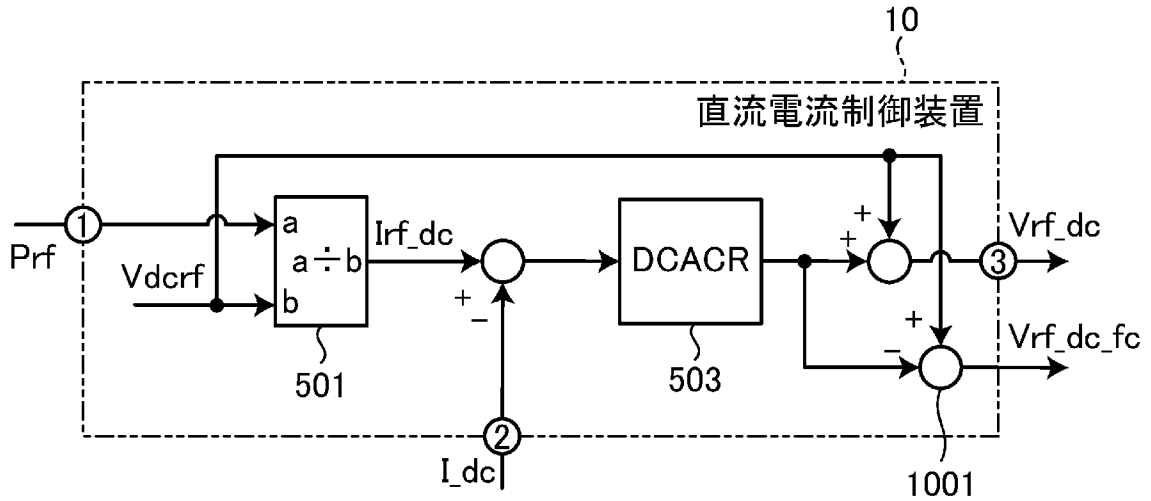 10
直流電流制御装置
1
Prf
Vdcrf
a
a÷b
b
501
Irf_dc
+
−
2
I_dc
DCACR
503
+
+
3
Vrf_dc
+
−
Vrf_dc_fc
1001